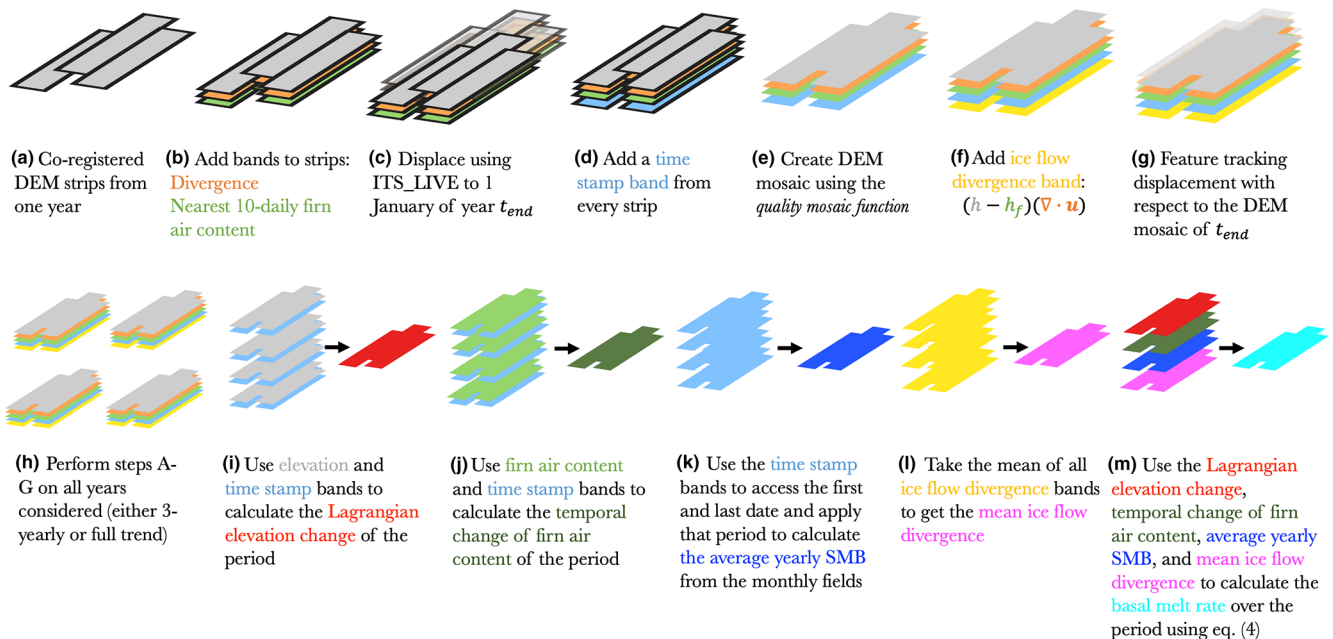 (a) Co-registered
DEM strips from
one year
(b) Add bands to strips:
Divergence
Nearest 10-daily firn
air content
(c) Displace using
ITS_LIVE to 1
January of year t_end
(d) Add a time
stamp band from
every strip
(e) Create DEM
mosaic using the
quality mosaic function
(f) Add ice flow
divergence band:
(h − h_f)(∇ · u)
(g) Feature tracking
displacement with
respect to the DEM
mosaic of t_end
(h) Perform steps A-
G on all years
considered (either 3-
yearly or full trend)
(i) Use elevation and
time stamp bands to
calculate the Lagrangian
elevation change of the
period
(j) Use firn air content
and time stamp bands to
calculate the temporal
change of firn air
content of the period
(k) Use the time stamp
bands to access the first
and last date and apply
that period to calculate
the average yearly SMB
from the monthly fields
(l) Take the mean of all
ice flow divergence bands
to get the mean ice flow
divergence
(m) Use the Lagrangian
elevation change,
temporal change of firn
air content, average yearly
SMB, and mean ice flow
divergence to calculate the
basal melt rate over the
period using eq. (4)